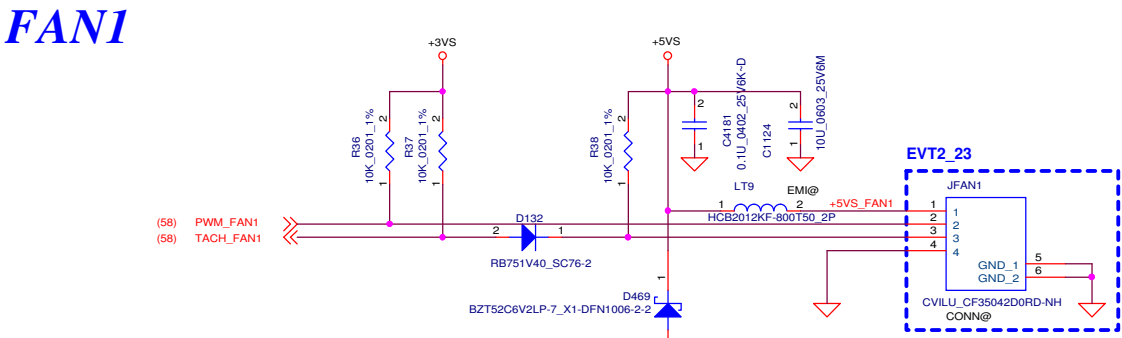 FAN1
+3VS
+5VS
2
2
2
2
2
R36
10K_0201_1%
R37
10K_0201_1%
R38
10K_0201_1%
C4181
0.1U_0402_25V6K~D
C1124
10U_0603_25V6M
1
1
1
1
1
EVT2_23
LT9
EMI@
JFAN1
1
2
+5VS_FAN1
1
1
HCB2012KF-800T50_2P
2
2
(58)
PWM_FAN1
D132
3
3
(58)
TACH_FAN1
2
1
4
4
RB751V40_SC76-2
GND_1
5
GND_2
6
1
D469
BZT52C6V2LP-7_X1-DFN1006-2-2
CVILU_CF35042D0RD-NH
CONN@